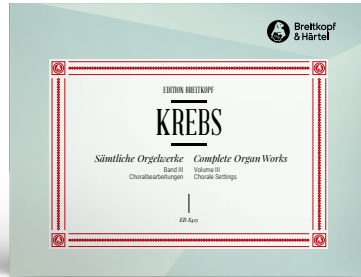 Breitkopf
& Härtel
EDITION BREITKOPF
KREBS
Sämtliche Orgelwerke Complete Organ Works
Band III Volume III
Choralbearbeitungen Chorale Settings
EB 8415